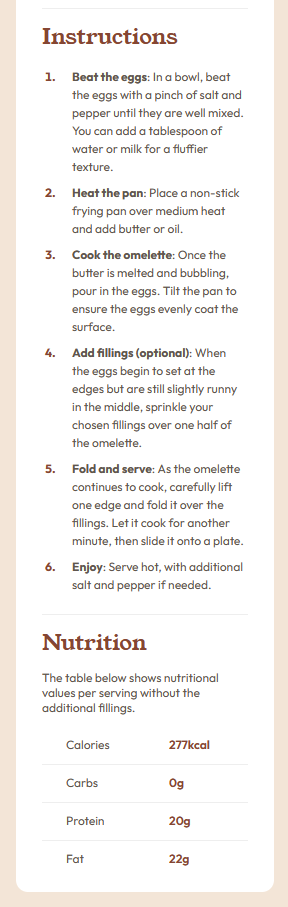 Instructions
1. Beat the eggs: In a bowl, beat
the eggs with a pinch of salt and
pepper until they are well mixed.
You can add a tablespoon of
water or milk for a fluffier
texture.
2. Heat the pan: Place a non-stick
frying pan over medium heat
and add butter or oil.
3. Cook the omelette: Once the
butter is melted and bubbling,
pour in the eggs. Tilt the pan to
ensure the eggs evenly coat the
surface.
4. Add fillings (optional): When
the eggs begin to set at the
edges but are still slightly runny
in the middle, sprinkle your
chosen fillings over one half of
the omelette.
5. Fold and serve: As the omelette
continues to cook, carefully lift
one edge and fold it over the
fillings. Let it cook for another
minute, then slide it onto a plate.
6. Enjoy: Serve hot, with additional
salt and pepper if needed.
Nutrition
The table below shows nutritional
values per serving without the
additional fillings.
Calories 277kcal
Carbs 0g
Protein 20g
Fat 22g